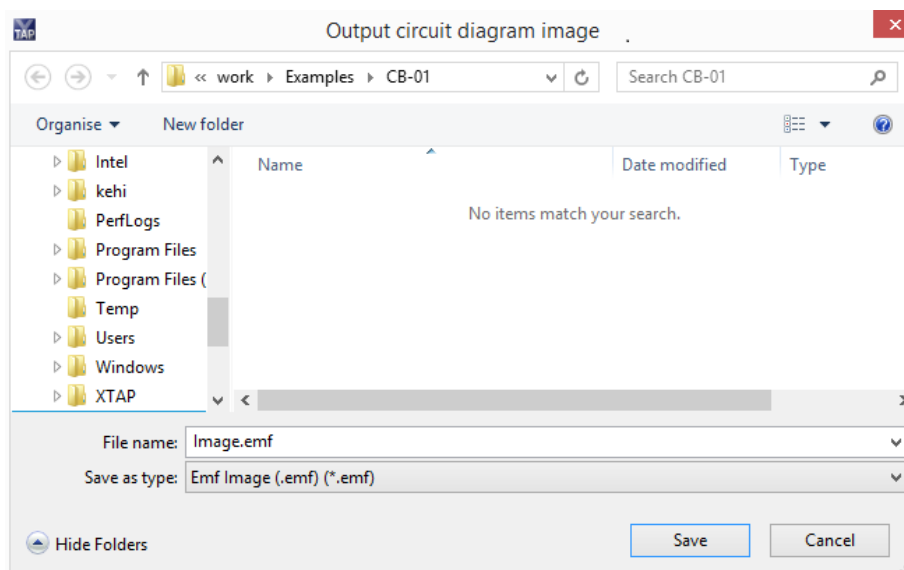 TAP
Output circuit diagram image
« work Examples CB-01
Search CB-01
Organise New folder
Name Date modified Type
Intel
kehi
No items match your search.
PerfLogs
Program Files
Program Files (
Temp
Users
Windows
XTAP
File name: Image.emf
Save as type: Emf Image (.emf) (*.emf)
Hide Folders Save Cancel